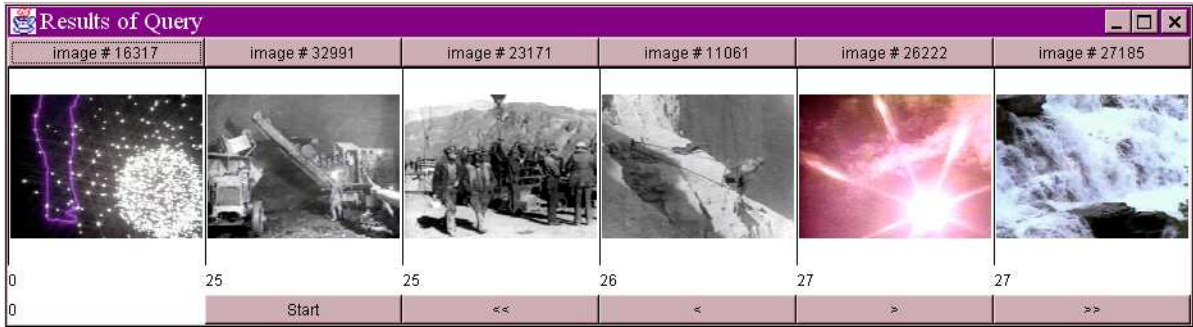 Results of Query
image # 16317 image # 32991 image # 23171 image # 11061 image # 26222 image # 27185
0 25 25 26 27 27
0 Start << < > >>